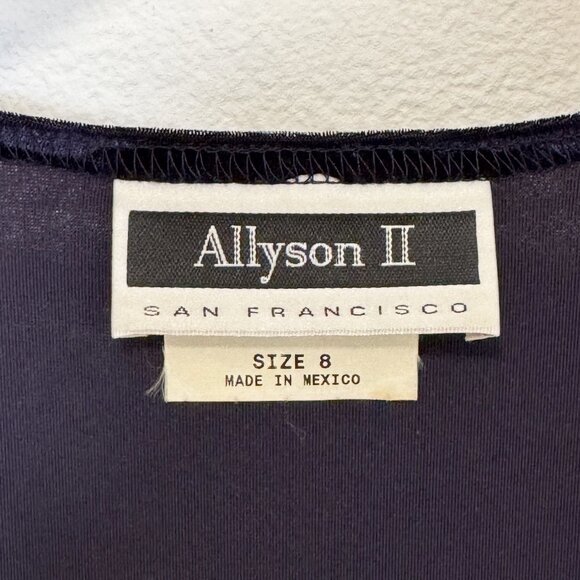 Allyson II
SAN FRANCISCO
SIZE 8
MADE IN MEXICO